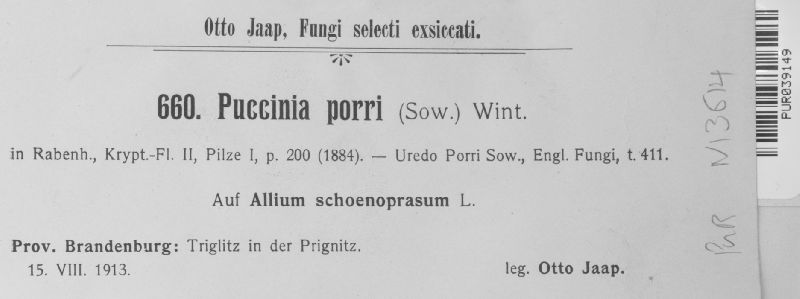 Otto Jaap, Fungi selecti exsiccati.
660. Puccinia porri (Sow.) Wint.
in Rabenh., Krypt.-Fl. II, Pilze I, p. 200 (1884). — Uredo Porri Sow., Engl. Fungi, t. 411.
Auf Allium schoenoprasum L.
Prov. Brandenburg: Triglitz in der Prignitz.
15. VIII. 1913.
leg. Otto Jaap.
PUR N13614
PUR039149